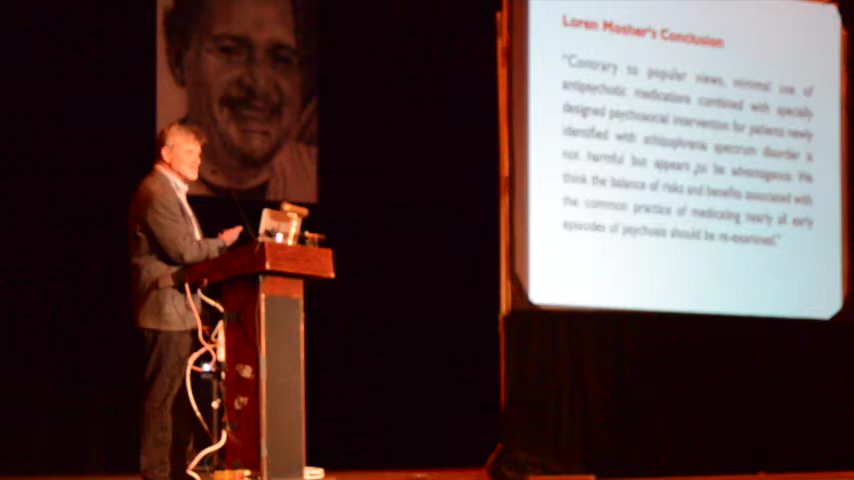 Loren Mosher's Conclusion
"Contrary to popular views, minimal use of
antipsychotic medications combined with specially
designed psychosocial intervention for patients newly
identified with schizophrenia spectrum disorder is
not harmful but appears to be advantageous. We
think the balance of risks and benefits associated with
the common practice of medicating nearly all early
episodes of psychosis should be re-examined."